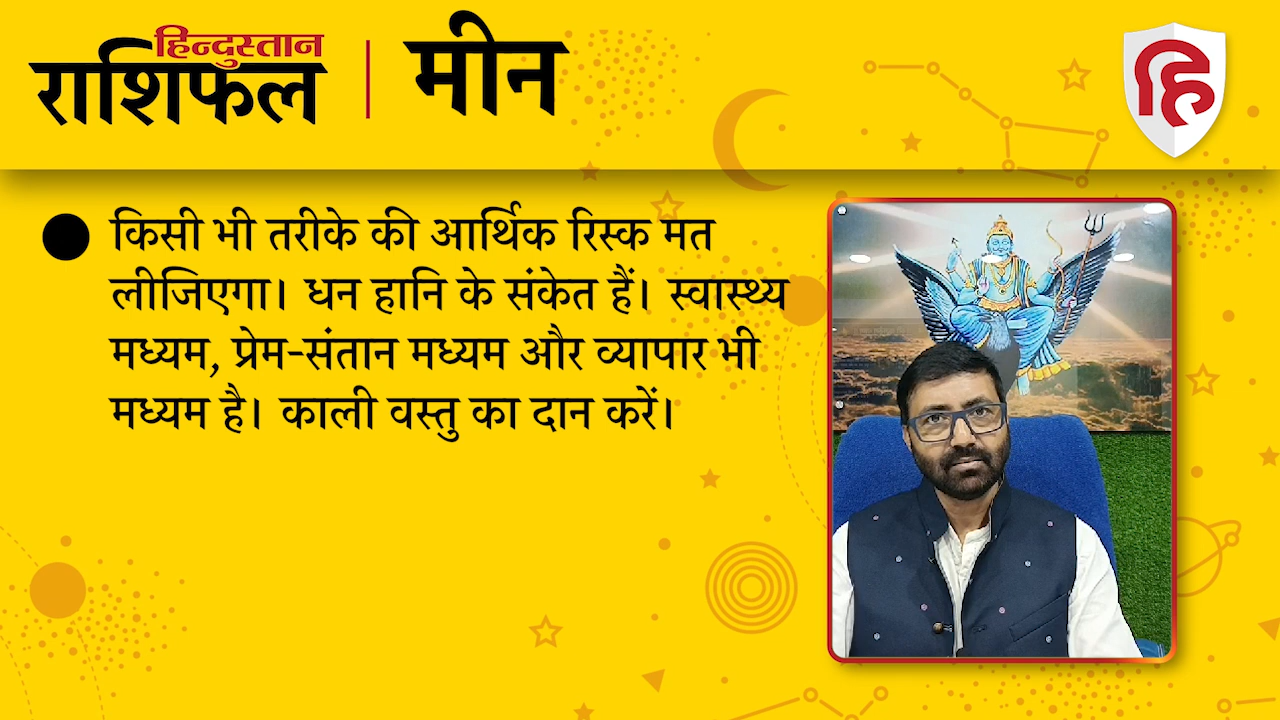 हिन्दुस्तान
राशिफल
मीन
हि
किसी भी तरीके की आर्थिक रिस्क मत
लीजिएगा। धन हानि के संकेत हैं। स्वास्थ्य
मध्यम, प्रेम-संतान मध्यम और व्यापार भी
मध्यम है। काली वस्तु का दान करें।